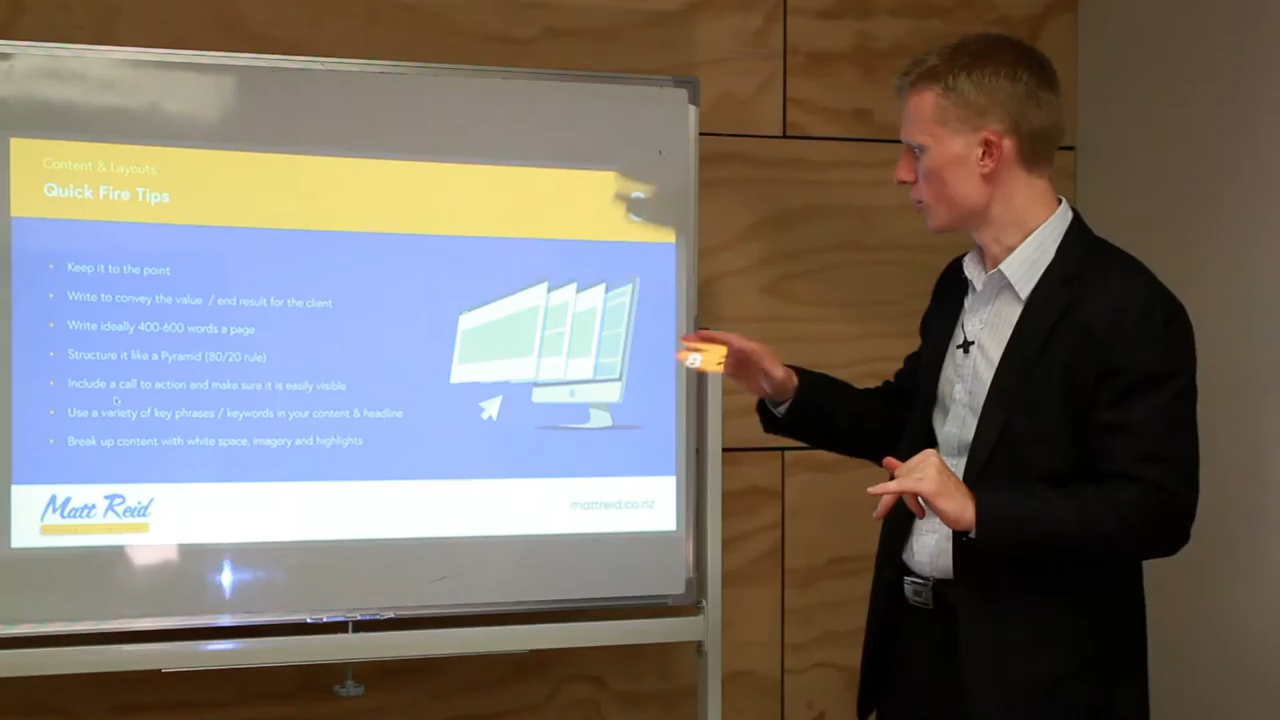 Content & Layouts
Quick Fire Tips
• Keep it to the point
• Write to convey the value / end result for the client
• Write ideally 400-600 words a page
• Structure it like a Pyramid (80/20 rule)
• Include a call to action and make sure it is easily visible
• Use a variety of key phrases / keywords in your content & headline
• Break up content with white space, imagery and highlights
Matt Reid
mattreid.co.nz